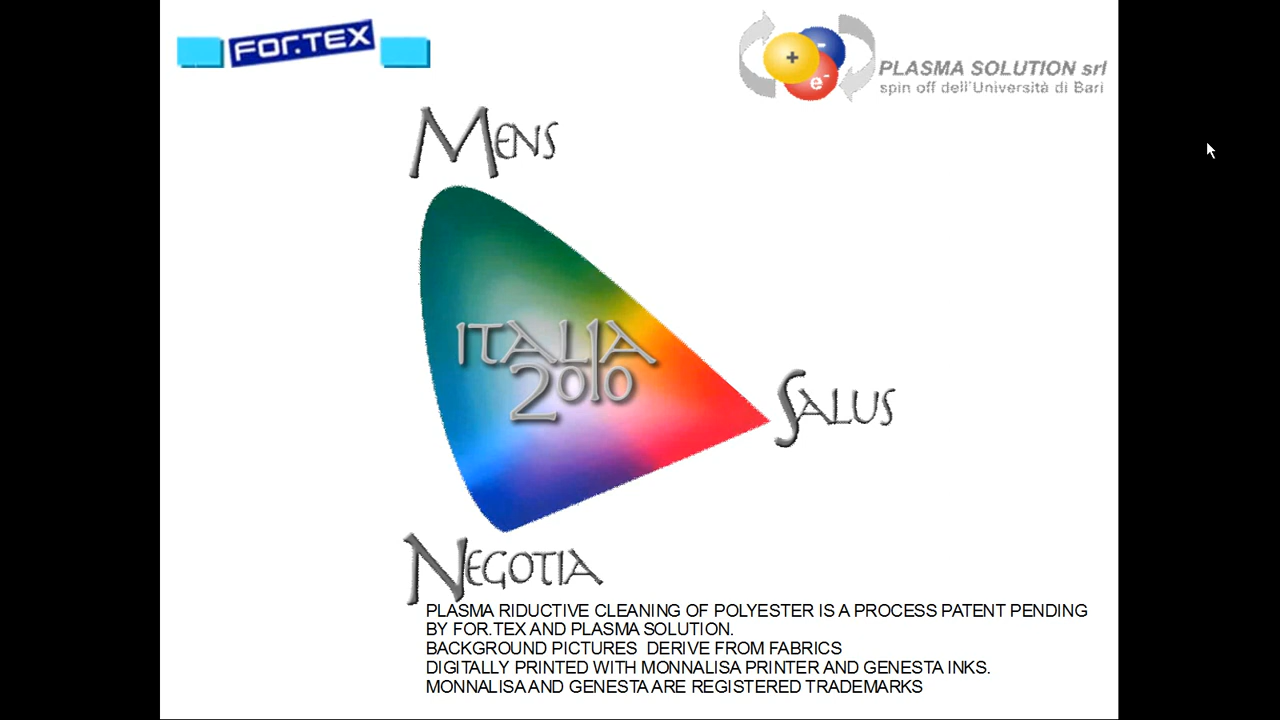 FOR.TEX
+
-
e-
PLASMA SOLUTION srl
spin off dell'Università di Bari
MENS
ITALIA
2010
SALUS
NEGOTIA
PLASMA RIDUCTIVE CLEANING OF POLYESTER IS A PROCESS PATENT PENDING
BY FOR.TEX AND PLASMA SOLUTION.
BACKGROUND PICTURES DERIVE FROM FABRICS
DIGITALLY PRINTED WITH MONNALISA PRINTER AND GENESTA INKS.
MONNALISA AND GENESTA ARE REGISTERED TRADEMARKS